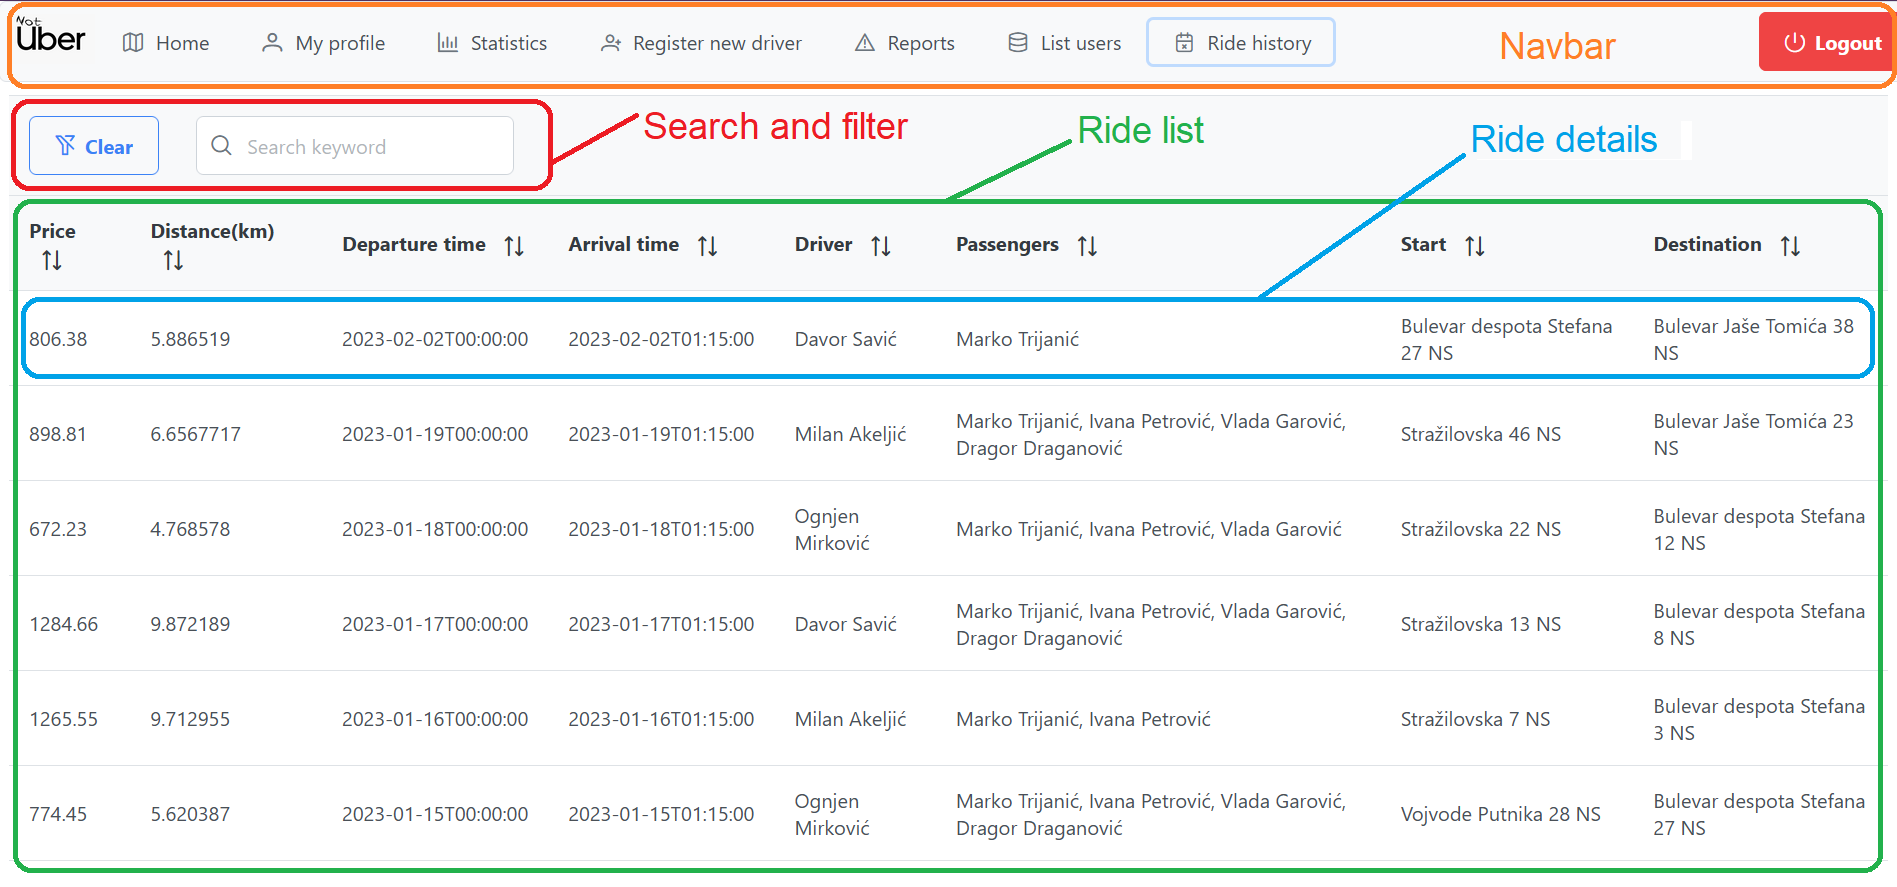 Not
Uber
Home
My profile
Statistics
Register new driver
Reports
List users
Ride history
Navbar
Logout
Clear
Search keyword
Search and filter
Ride list
Ride details
Price
Distance(km)
Departure time
Arrival time
Driver
Passengers
Start
Destination
806.38
5.886519
2023-02-02T00:00:00
2023-02-02T01:15:00
Davor Savić
Marko Trijanić
Bulevar despota Stefana
27 NS
Bulevar Jaše Tomića 38
NS
898.81
6.6567717
2023-01-19T00:00:00
2023-01-19T01:15:00
Milan Akeljić
Marko Trijanić, Ivana Petrović, Vlada Garović,
Dragor Draganović
Stražilovska 46 NS
Bulevar Jaše Tomića 23
NS
672.23
4.768578
2023-01-18T00:00:00
2023-01-18T01:15:00
Ognjen
Mirković
Marko Trijanić, Ivana Petrović, Vlada Garović
Stražilovska 22 NS
Bulevar despota Stefana
12 NS
1284.66
9.872189
2023-01-17T00:00:00
2023-01-17T01:15:00
Davor Savić
Marko Trijanić, Ivana Petrović, Vlada Garović,
Dragor Draganović
Stražilovska 13 NS
Bulevar despota Stefana
8 NS
1265.55
9.712955
2023-01-16T00:00:00
2023-01-16T01:15:00
Milan Akeljić
Marko Trijanić, Ivana Petrović
Stražilovska 7 NS
Bulevar despota Stefana
3 NS
774.45
5.620387
2023-01-15T00:00:00
2023-01-15T01:15:00
Ognjen
Mirković
Marko Trijanić, Ivana Petrović, Vlada Garović,
Dragor Draganović
Vojvode Putnika 28 NS
Bulevar despota Stefana
27 NS